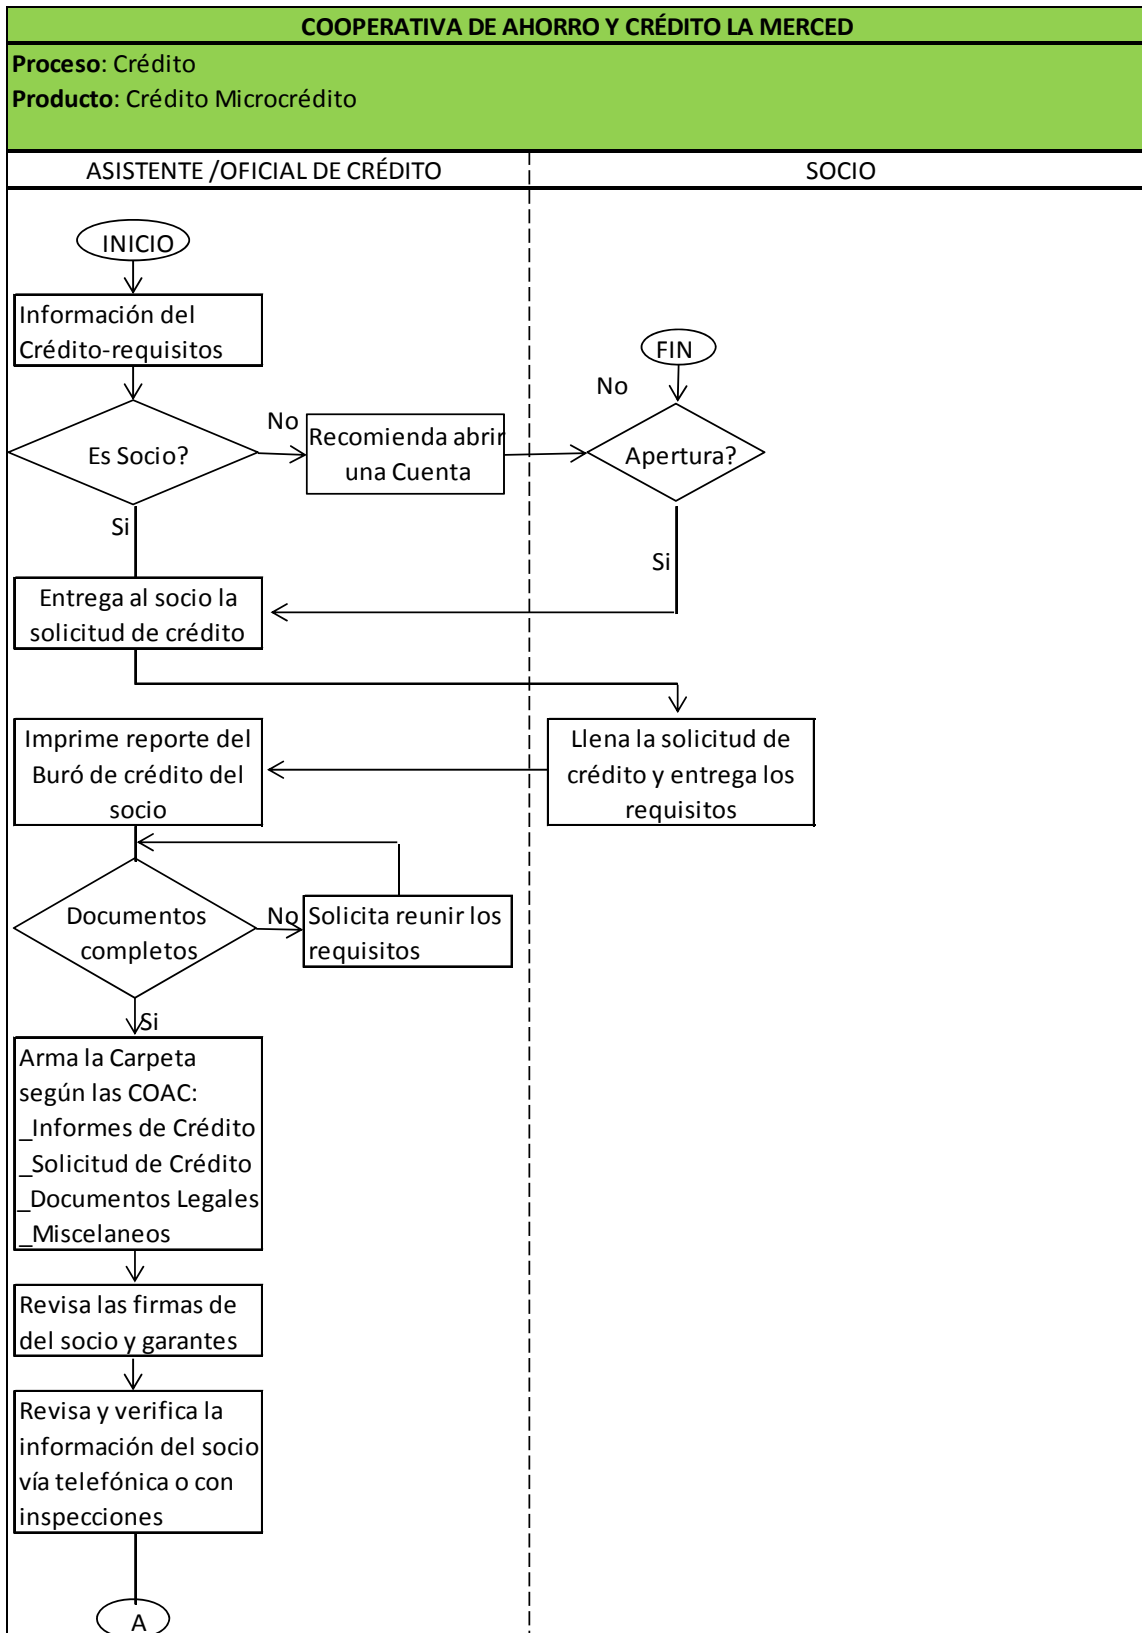 COOPERATIVA DE AHORRO Y CRÉDITO LA MERCED
Proceso: Crédito
Producto: Crédito Microcrédito
ASISTENTE /OFICIAL DE CRÉDITO
SOCIO
INICIO
Información del
Crédito-requisitos
FIN
No
Es Socio?
No
Recomienda abrir
una Cuenta
Apertura?
Si
Si
Entrega al socio la
solicitud de crédito
Llena la solicitud de
crédito y entrega los
requisitos
Imprime reporte del
Buró de crédito del
socio
Documentos
completos
No
Solicita reunir los
requisitos
Si
Arma la Carpeta
según las COAC:
_Informes de Crédito
_Solicitud de Crédito
_Documentos Legales
_Miscelaneos
Revisa las firmas de
del socio y garantes
Revisa y verifica la
información del socio
vía telefónica o con
inspecciones
A